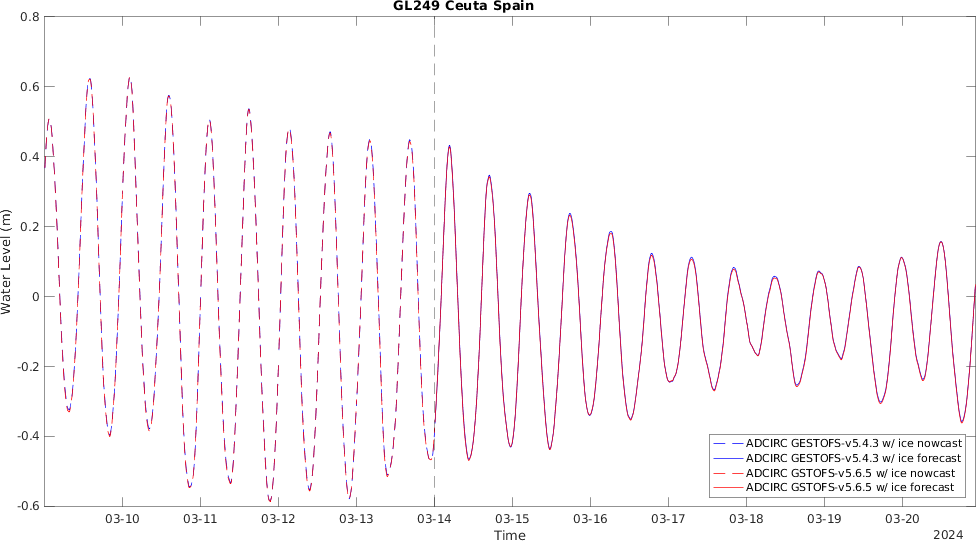 GL249 Ceuta Spain
0.8
0.6
0.4
0.2
0
-0.2
-0.4
-0.6
Water Level (m)
ADCIRC GESTOFS-v5.4.3 w/ ice nowcast
ADCIRC GESTOFS-v5.4.3 w/ ice forecast
ADCIRC GSTOFS-v5.6.5 w/ ice nowcast
ADCIRC GSTOFS-v5.6.5 w/ ice forecast
03-10 03-11 03-12 03-13 03-14 03-15 03-16 03-17 03-18 03-19 03-20
Time
2024